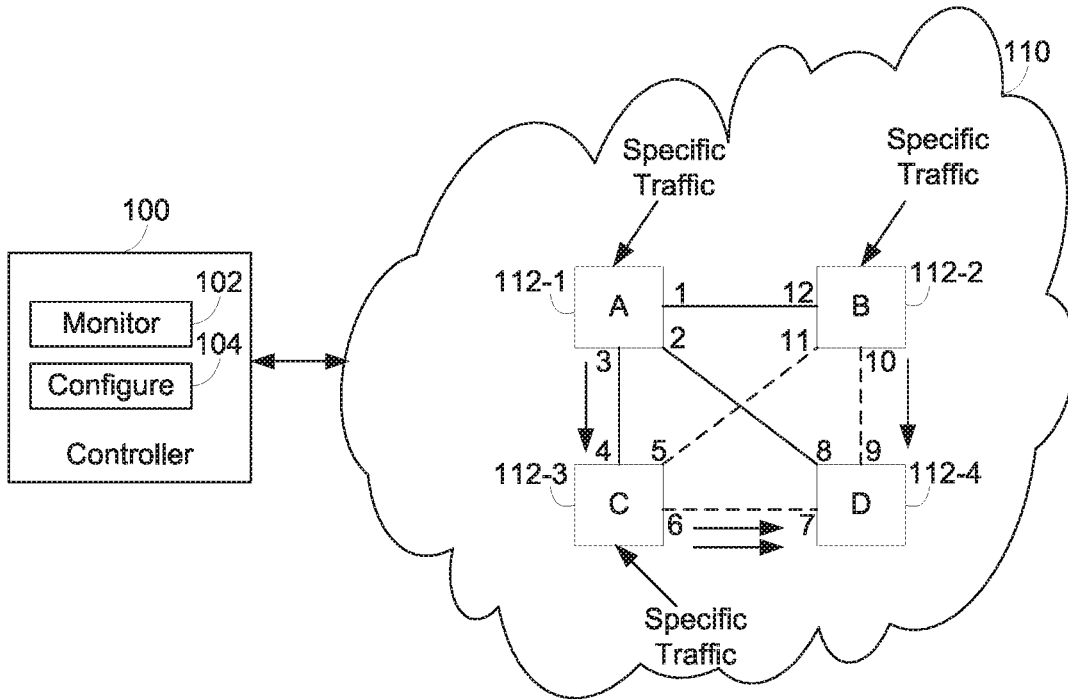 110
Specific
Traffic
Specific
Traffic
100
102
Monitor
104
Configure
Controller
112-1
A
1
12
B
112-2
2
11
3
10
4
5
8
9
112-3
C
D
112-4
6
7
Specific
Traffic